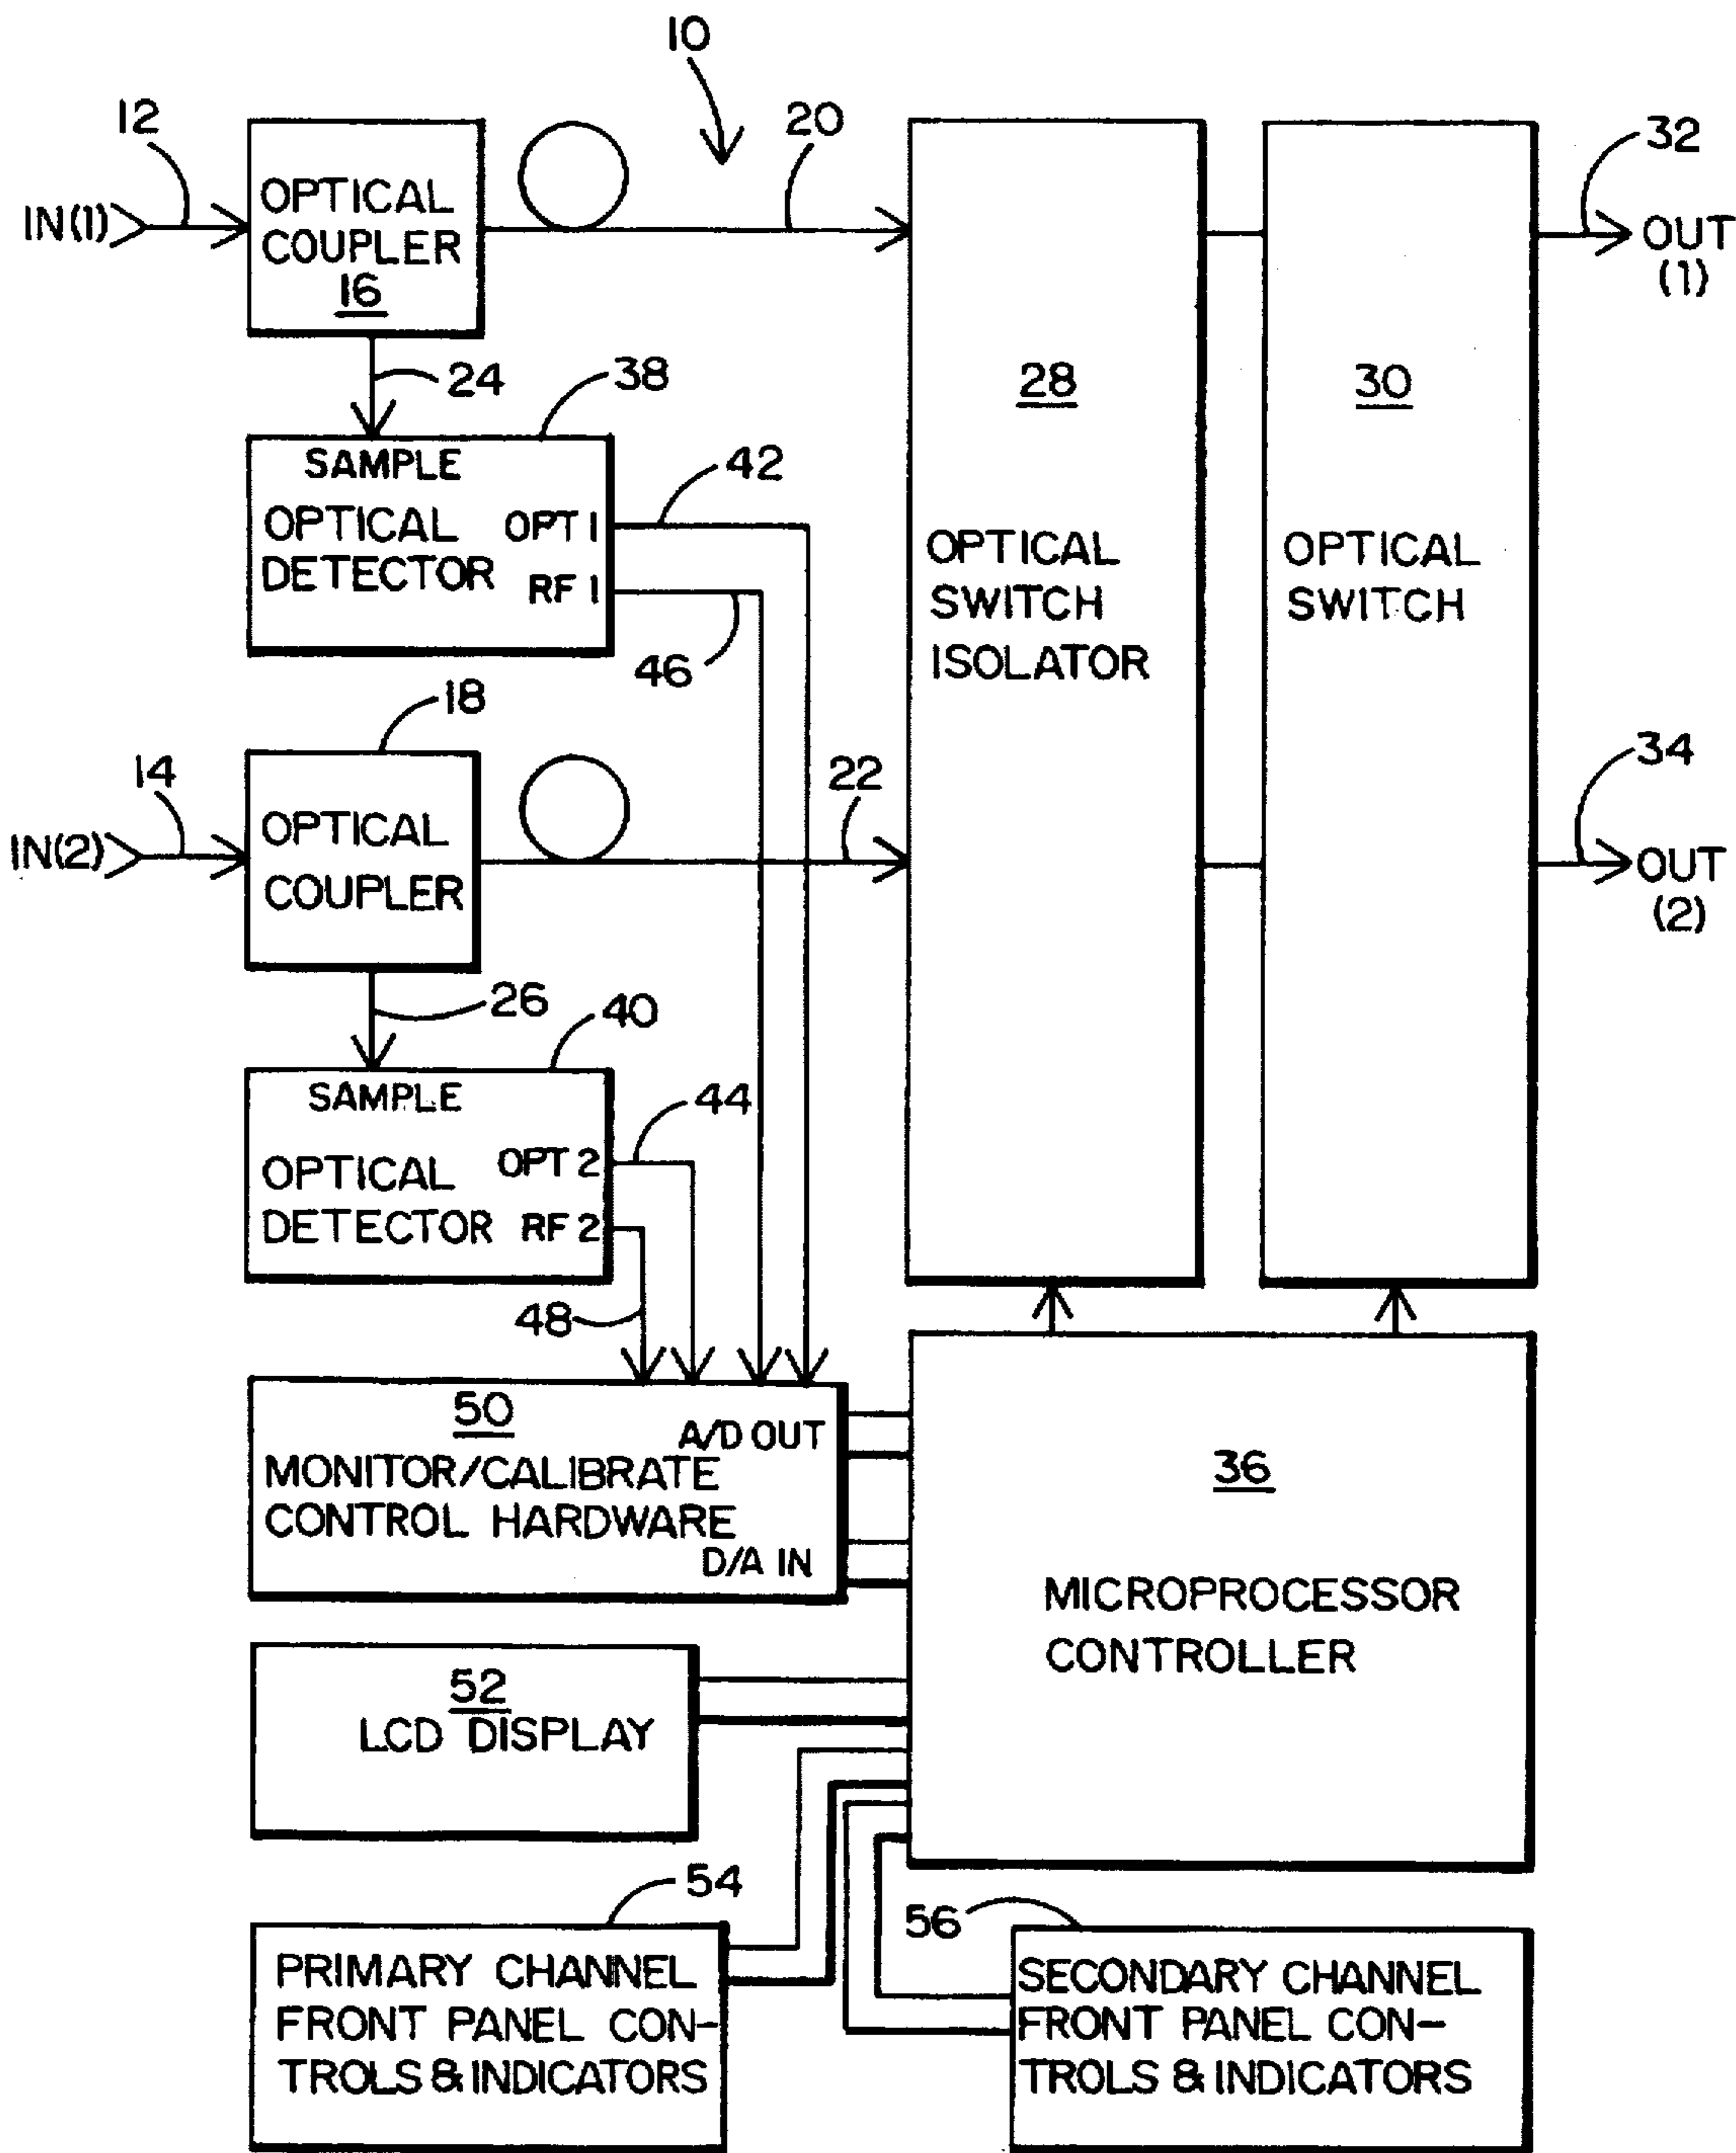 10
12
20
32
IN(1)
OPTICAL
COUPLER
16
OUT
(1)
24
38
28
30
SAMPLE
OPTICAL
DETECTOR
OPT 1
RF 1
42
46
OPTICAL
SWITCH
ISOLATOR
OPTICAL
SWITCH
18
14
22
34
IN(2)
OPTICAL
COUPLER
OUT
(2)
26
40
SAMPLE
OPTICAL
DETECTOR
OPT 2
RF 2
44
48
50
A/D OUT
MONITOR/CALIBRATE
CONTROL HARDWARE
D/A IN
36
MICROPROCESSOR
CONTROLLER
52
LCD DISPLAY
54
56
PRIMARY CHANNEL
FRONT PANEL CON-
TROLS & INDICATORS
SECONDARY CHANNEL
FRONT PANEL CON-
TROLS & INDICATORS